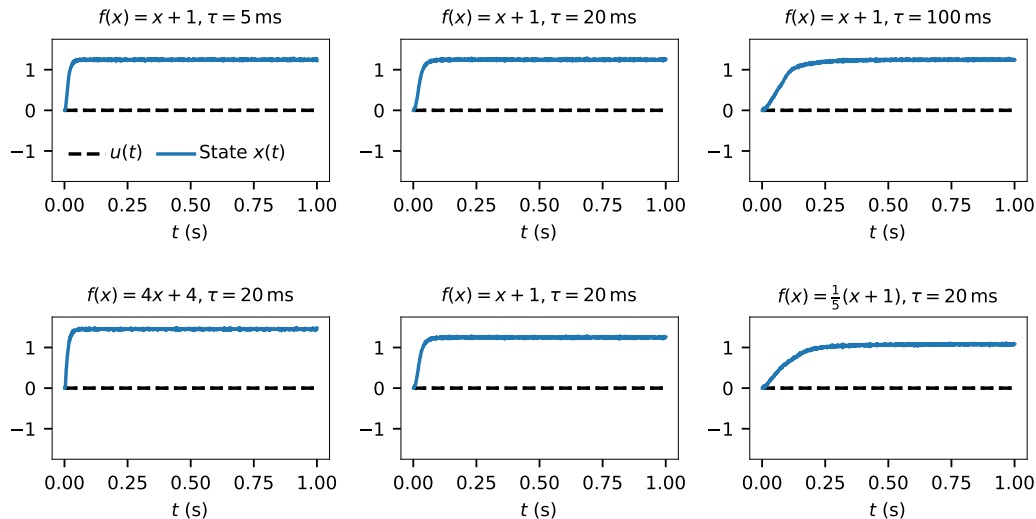 f(x) = x + 1, τ = 5 ms
1
0
−1
u(t)
State x(t)
0.00 0.25 0.50 0.75 1.00
t (s)
f(x) = x + 1, τ = 20 ms
1
0
−1
0.00 0.25 0.50 0.75 1.00
t (s)
f(x) = x + 1, τ = 100 ms
1
0
−1
0.00 0.25 0.50 0.75 1.00
t (s)
f(x) = 4x + 4, τ = 20 ms
1
0
−1
0.00 0.25 0.50 0.75 1.00
t (s)
f(x) = x + 1, τ = 20 ms
1
0
−1
0.00 0.25 0.50 0.75 1.00
t (s)
f(x) = 1/5(x + 1), τ = 20 ms
1
0
−1
0.00 0.25 0.50 0.75 1.00
t (s)